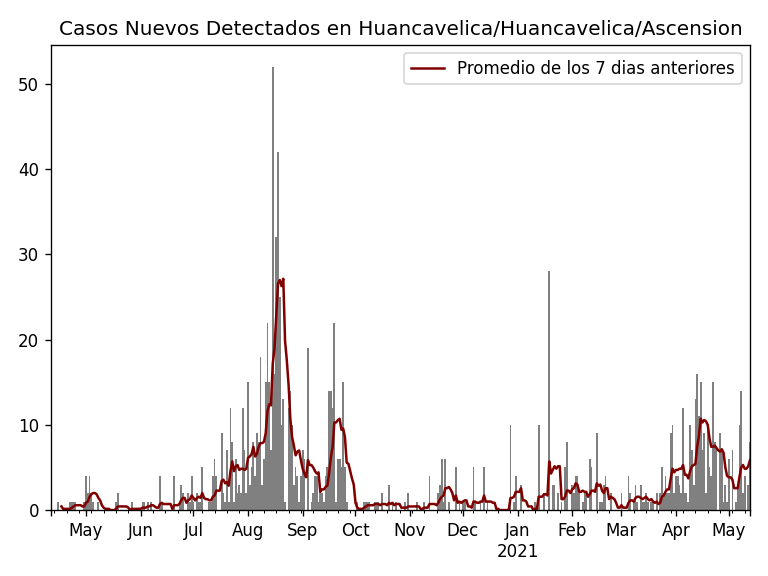 Casos Nuevos Detectados en Huancavelica/Huancavelica/Ascension
Promedio de los 7 dias anteriores
50
40
30
20
10
0
May Jun Jul Aug Sep Oct Nov Dec Jan Feb Mar Apr May
2021